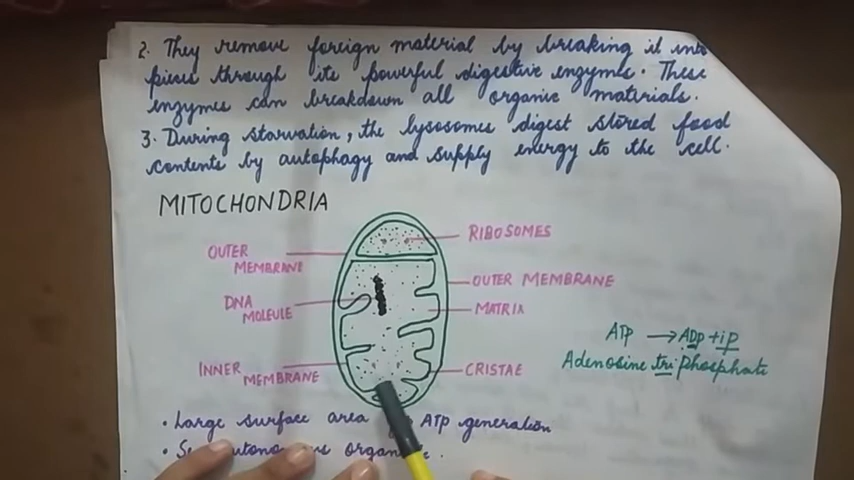 2. They remove foreign material by breaking it into
pieces through its powerful digestive enzymes. These
enzymes can breakdown all organic materials.
3. During starvation, the lysosomes digest stored food
contents by autophagy and supply energy to the cell.
MITOCHONDRIA
RIBOSOMES
OUTER
MEMBRANE
OUTER MEMBRANE
DNA
MOLEULE
MATRIX
ATP → ADP + iP
Adenosine triphosphate
INNER
MEMBRANE
CRISTAE
• Large surface area ATP generation
•